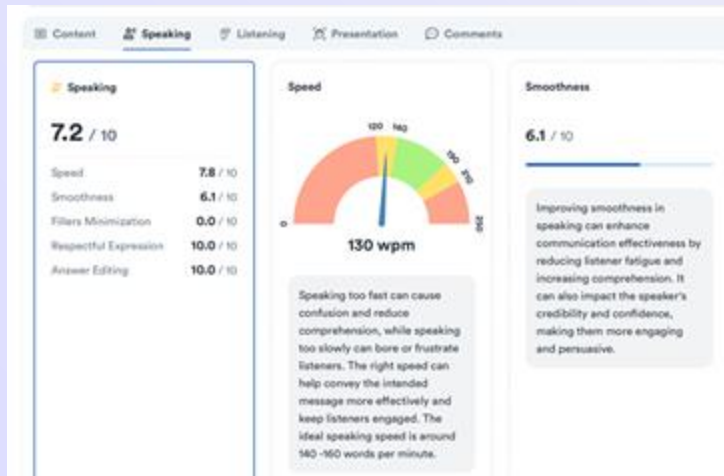 Content
Speaking
Listening
Presentation
Comments
Speaking
7.2 / 10
Speed 7.8 / 10
Smoothness 6.1 / 10
Fillers Minimization 0.0 / 10
Respectful Expression 10.0 / 10
Answer Editing 10.0 / 10
Speed
0
120
140
190
210
250
130 wpm
Speaking too fast can cause
confusion and reduce
comprehension, while speaking
too slowly can bore or frustrate
listeners. The right speed can
help convey the intended
message more effectively and
keep listeners engaged. The
ideal speaking speed is around
140 -160 words per minute.
Smoothness
6.1 / 10
Improving smoothness in
speaking can enhance
communication effectiveness by
reducing listener fatigue and
increasing comprehension. It
can also impact the speaker's
credibility and confidence,
making them more engaging
and persuasive.